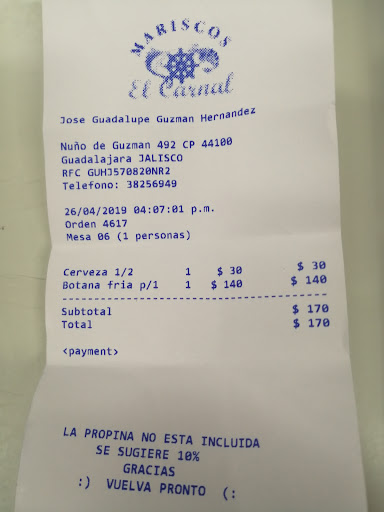 MARISCOS
El Carnal
Jose Guadalupe Guzman Hernandez
Nuño de Guzman 492 CP 44100
Guadalajara JALISCO
RFC GUHJ570820NR2
Telefono: 38256949
26/04/2019 04:07:01 p.m.
Orden 4617
Mesa 06 (1 personas)
Cerveza 1/2 1 $ 30 $ 30
Botana fria p/1 1 $ 140 $ 140
----------------------------------------
Subtotal $ 170
Total $ 170
<payment>
LA PROPINA NO ESTA INCLUIDA
SE SUGIERE 10%
GRACIAS
:) VUELVA PRONTO (: